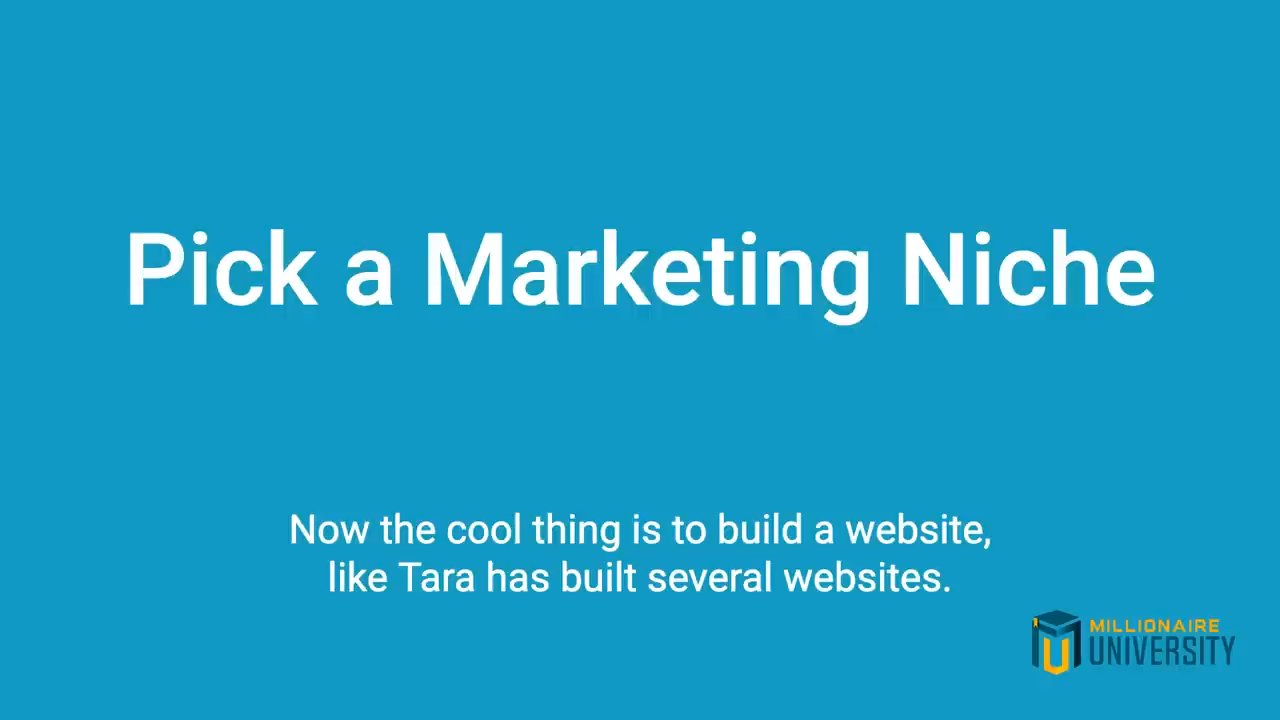 Pick a Marketing Niche
Now the cool thing is to build a website,
like Tara has built several websites.
MILLIONAIRE
UNIVERSITY